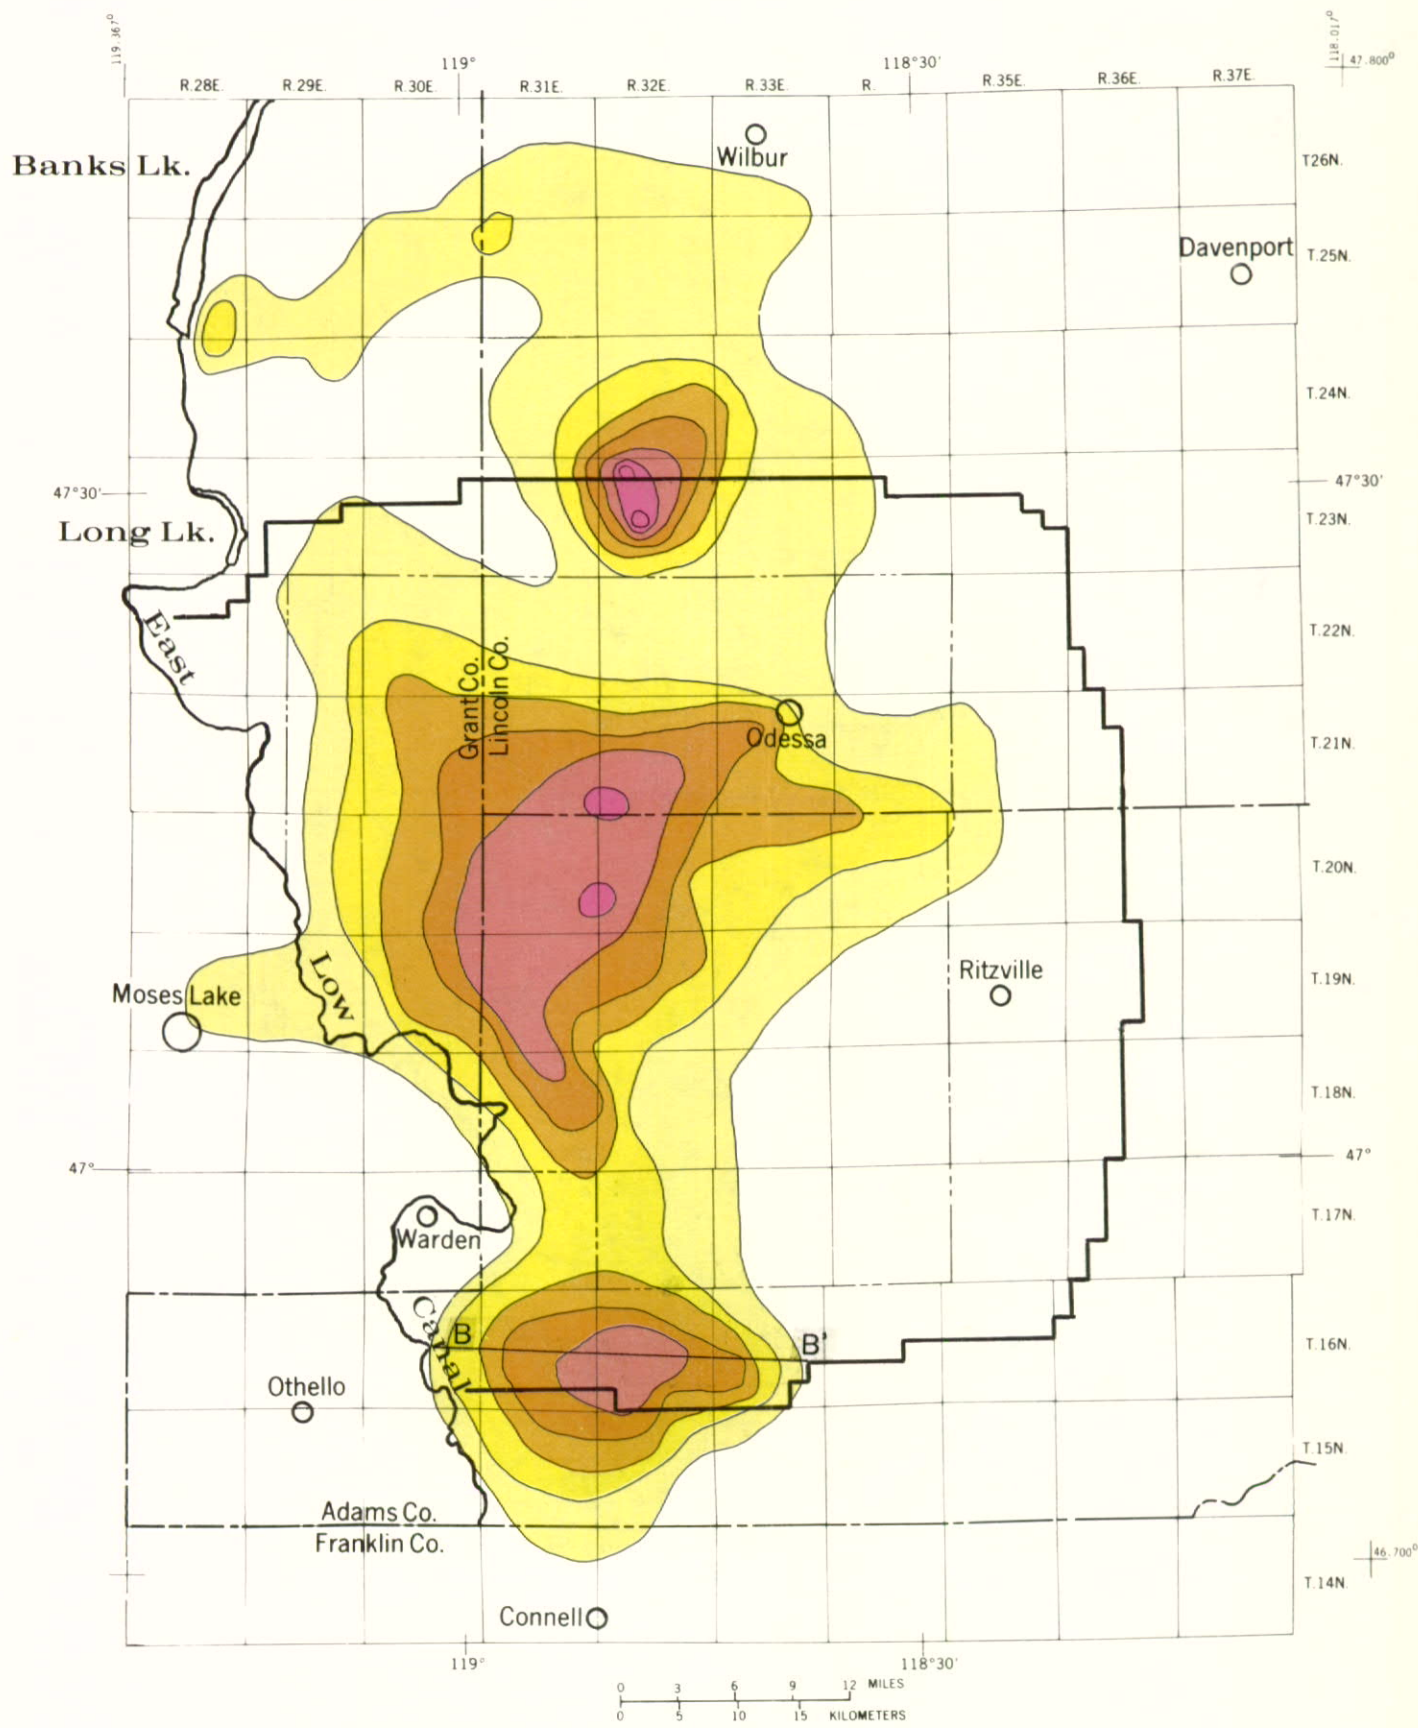 119.367°
118.017°
47.800°
119°
118°30'
R.28E.
R.29E.
R.30E.
R.31E.
R.32E.
R.33E.
R.
R.35E.
R.36E.
R.37E.
Wilbur
T26N.
Banks Lk.
Davenport
T.25N.
T.24N.
47°30'
47°30'
T.23N.
Long Lk.
East
T.22N.
Grant Co.
Lincoln Co.
Odessa
T.21N.
T.20N.
Low
Ritzville
T.19N.
Moses Lake
T.18N.
47°
47°
T.17N.
Warden
Canal
B
B'
T.16N.
Othello
T.15N.
Adams Co.
Franklin Co.
46.700°
T.14N.
Connell
119°
118°30'
0 3 6 9 12 MILES
0 5 10 15 KILOMETERS